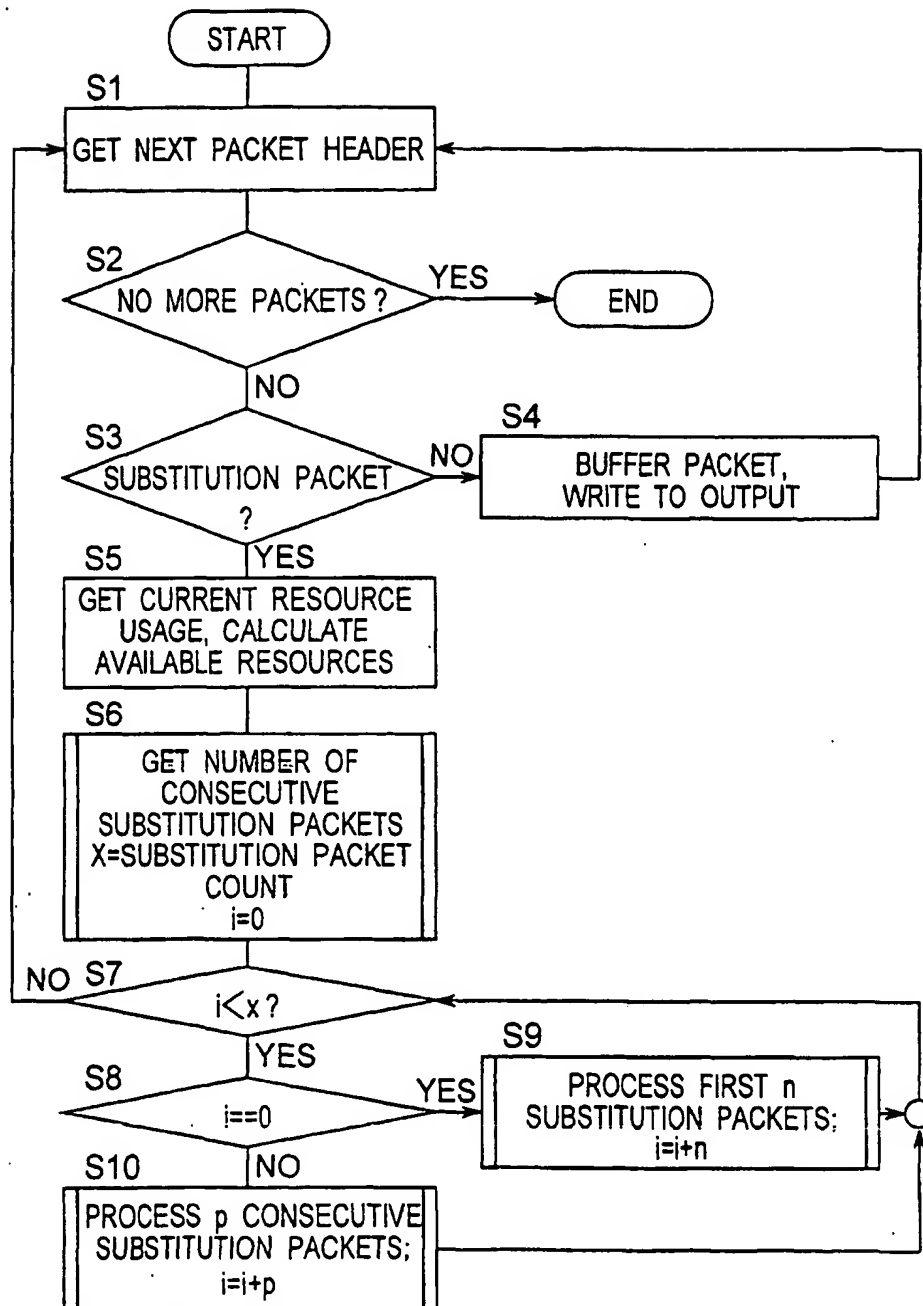 START
S1
GET NEXT PACKET HEADER
S2
NO MORE PACKETS?
YES
END
NO
S3
SUBSTITUTION PACKET
?
NO
S4
BUFFER PACKET,
WRITE TO OUTPUT
YES
S5
GET CURRENT RESOURCE
USAGE, CALCULATE
AVAILABLE RESOURCES
S6
GET NUMBER OF
CONSECUTIVE
SUBSTITUTION PACKETS
X=SUBSTITUTION PACKET
COUNT
i=0
NO
S7
i<x?
YES
S8
i==0
YES
S9
PROCESS FIRST n
SUBSTITUTION PACKETS;
i=i+n
NO
S10
PROCESS p CONSECUTIVE
SUBSTITUTION PACKETS;
i=i+p